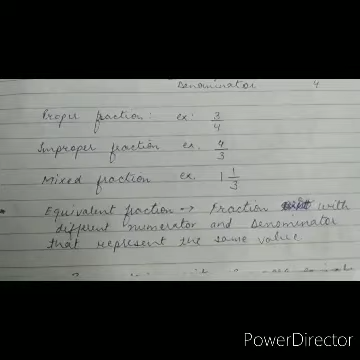 Denominator 4
Proper fraction: ex: 3/4
Improper fraction ex. 4/3
Mixed fraction ex. 1 1/3
Equivalent fraction → Fraction with
different numerator and Denominator
that represent the same value
PowerDirector